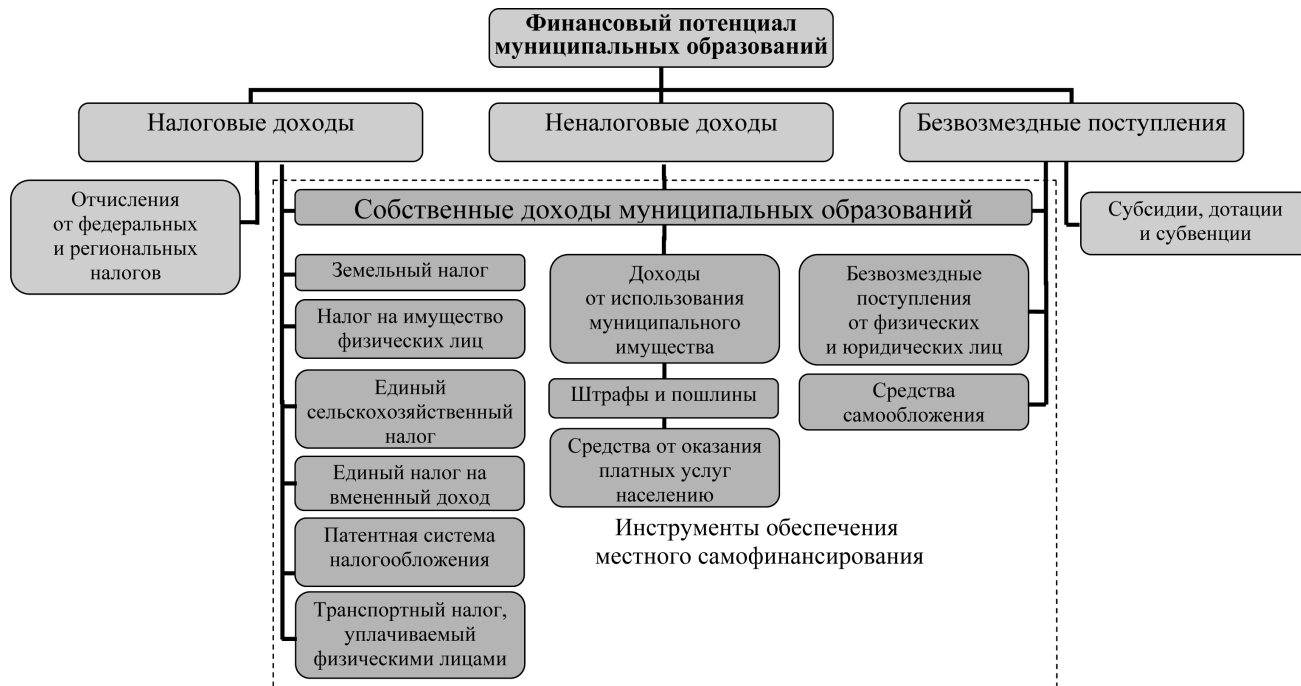 Финансовый потенциал
муниципальных образований
Налоговые доходы
Неналоговые доходы
Безвозмездные поступления
Отчисления
от федеральных
и региональных
налогов
Собственные доходы муниципальных образований
Субсидии, дотации
и субвенции
Земельный налог
Налог на имущество
физических лиц
Единый
сельскохозяйственный
налог
Единый налог на
вмененный доход
Патентная система
налогообложения
Транспортный налог,
уплачиваемый
физическими лицами
Доходы
от использования
муниципального
имущества
Штрафы и пошлины
Средства от оказания
платных услуг
населению
Безвозмездные
поступления
от физических
и юридических лиц
Средства
самообложения
Инструменты обеспечения
местного самофинансирования